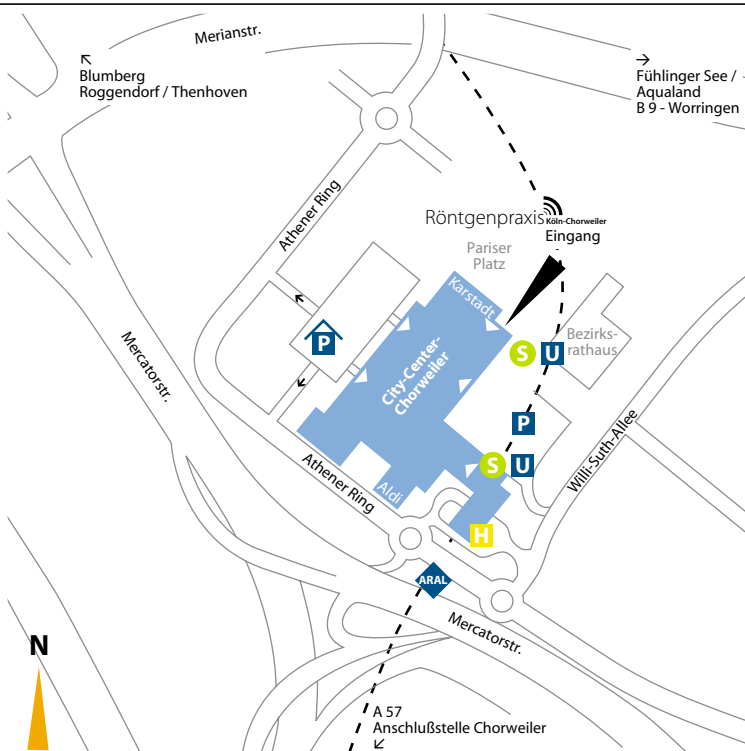 Merianstr.
↖
Blumberg
Roggendorf / Thenhoven
→
Fühlinger See /
Aqualand
B 9 - Worringen
Athener Ring
Röntgenpraxis
Köln-Chorweiler
Eingang
Pariser
Platz
Karstadt
Mercatorstr.
P
City-Center-
Chorweiler
S
U
Bezirks-
rathaus
P
S
U
Willi-Suth-Allee
Athener Ring
Aldi
H
ARAL
Mercatorstr.
N
A 57
Anschlußstelle Chorweiler
↙